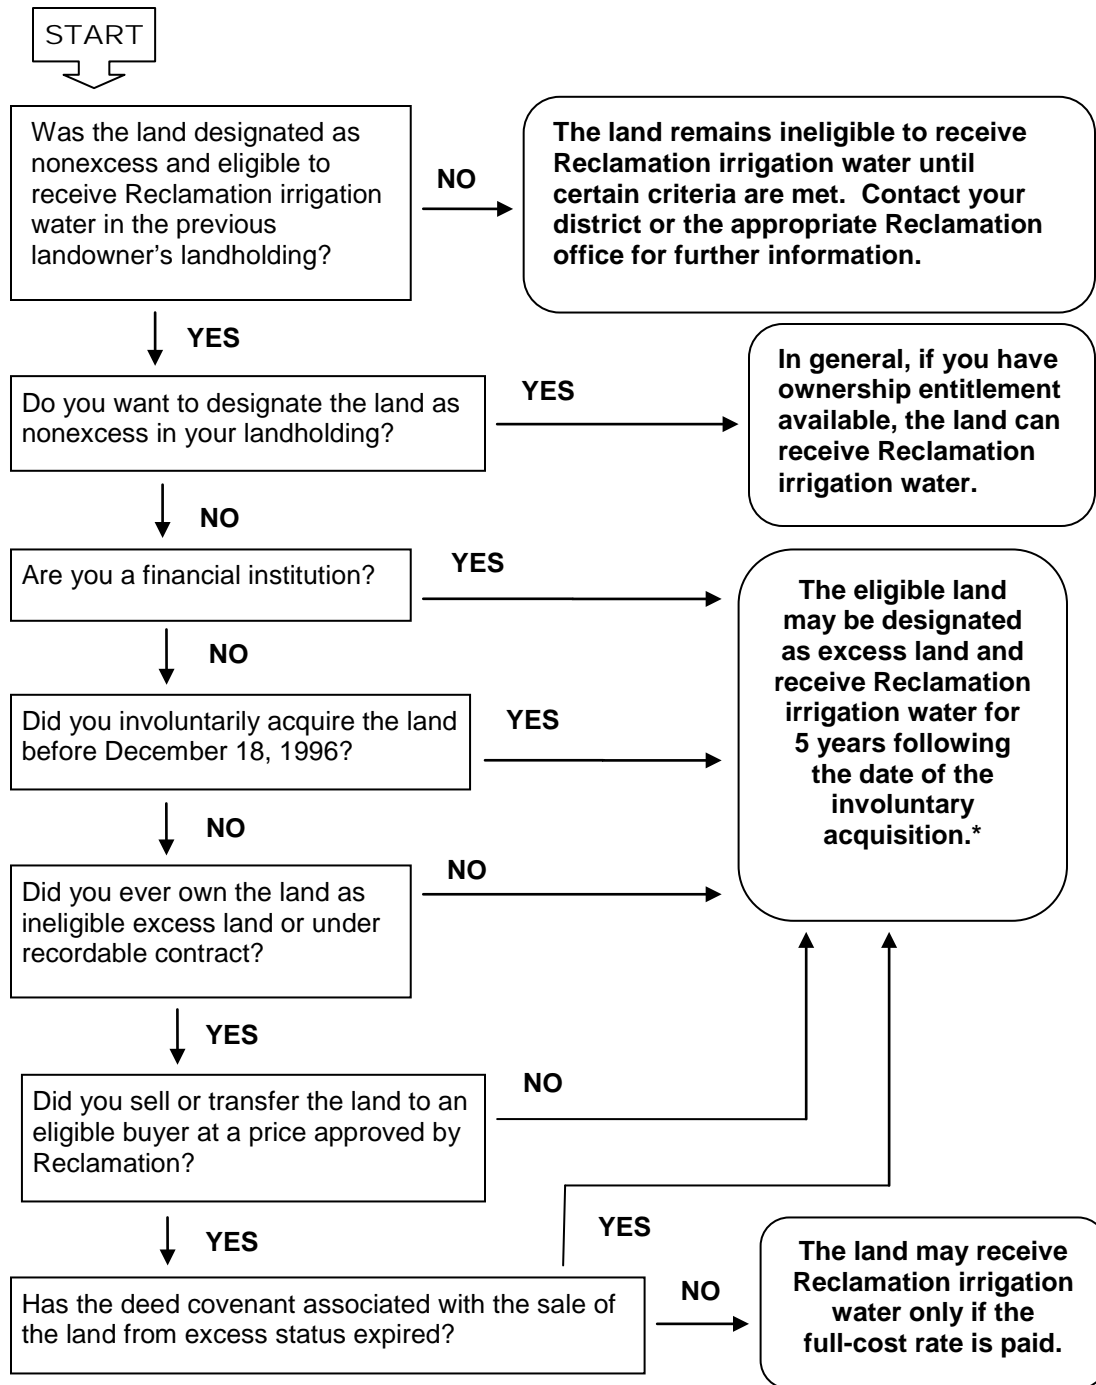 START
Was the land designated as
nonexcess and eligible to
receive Reclamation irrigation
water in the previous
landowner's landholding?
NO
The land remains ineligible to receive
Reclamation irrigation water until
certain criteria are met.  Contact your
district or the appropriate Reclamation
office for further information.
YES
Do you want to designate the land as
nonexcess in your landholding?
YES
In general, if you have
ownership entitlement
available, the land can
receive Reclamation
irrigation water.
NO
Are you a financial institution?
YES
The eligible land
may be designated
as excess land and
receive Reclamation
irrigation water for
5 years following
the date of the
involuntary
acquisition.*
NO
Did you involuntarily acquire the land
before December 18, 1996?
YES
NO
Did you ever own the land as
ineligible excess land or under
recordable contract?
NO
YES
Did you sell or transfer the land to an
eligible buyer at a price approved by
Reclamation?
NO
YES
Has the deed covenant associated with the sale of
the land from excess status expired?
YES
NO
The land may receive
Reclamation irrigation
water only if the
full-cost rate is paid.